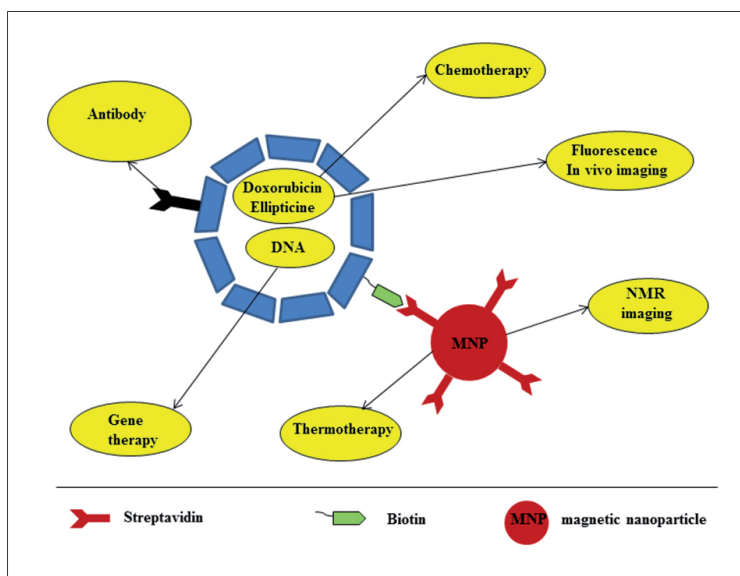 Chemotherapy
Antibody
Fluorescence
In vivo imaging
Doxorubicin
Ellipticine
DNA
NMR
imaging
MNP
Gene
therapy
Thermotherapy
Streptavidin
Biotin
MNP
magnetic nanoparticle